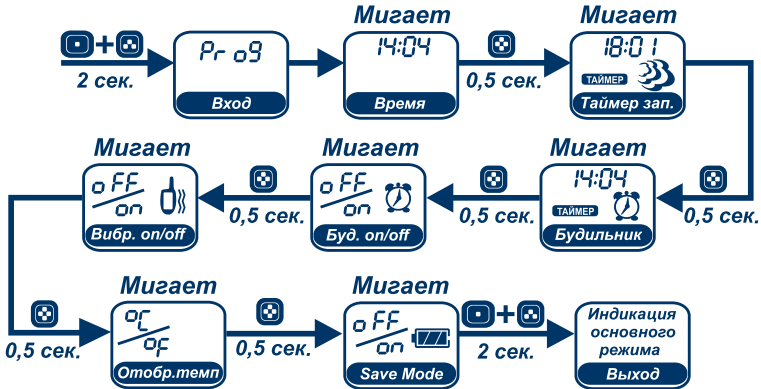 Мигает
Мигает
+
2 сек.
Prog
Вход
14:04
Время
0,5 сек.
18:01
ТАЙМЕР
Таймер зап.
Мигает
Мигает
Мигает
oFF
on
Вибр. on/off
0,5 сек.
oFF
on
Буд. on/off
0,5 сек.
14:04
ТАЙМЕР
Будильник
0,5 сек.
Мигает
Мигает
0,5 сек.
°C
°F
Отобр.темп
0,5 сек.
oFF
on
Save Mode
+
2 сек.
Индикация
основного
режима
Выход